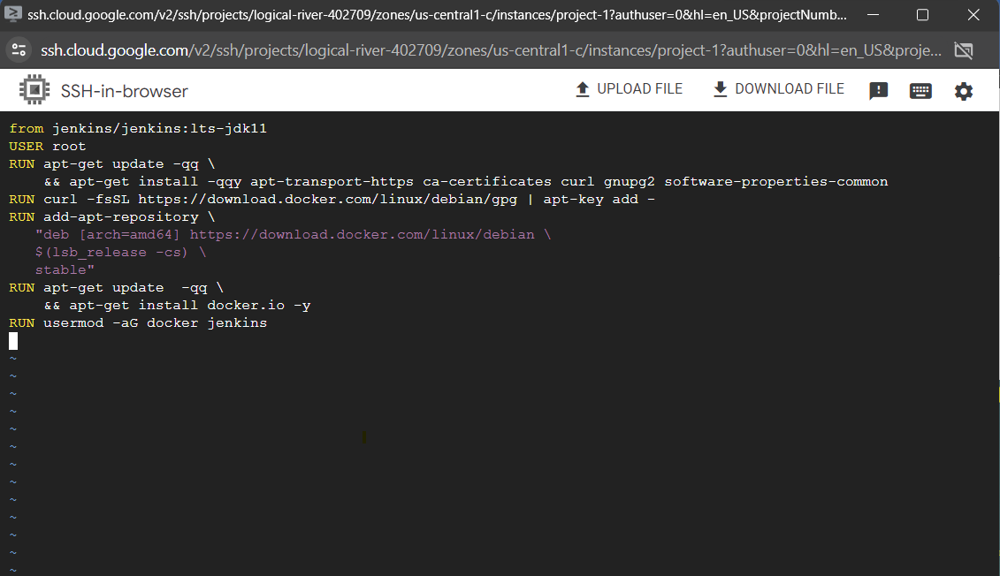 ssh.cloud.google.com/v2/ssh/projects/logical-river-402709/zones/us-central1-c/instances/project-1?authuser=0&hl=en_US&projectNumb...
ssh.cloud.google.com/v2/ssh/projects/logical-river-402709/zones/us-central1-c/instances/project-1?authuser=0&hl=en_US&proje...
SSH-in-browser
UPLOAD FILE
DOWNLOAD FILE
from jenkins/jenkins:lts-jdk11
USER root
RUN apt-get update -qq \
    && apt-get install -qqy apt-transport-https ca-certificates curl gnupg2 software-properties-common
RUN curl -fsSL https://download.docker.com/linux/debian/gpg | apt-key add -
RUN add-apt-repository \
   "deb [arch=amd64] https://download.docker.com/linux/debian \
   $(lsb_release -cs) \
   stable"
RUN apt-get update  -qq \
    && apt-get install docker.io -y
RUN usermod -aG docker jenkins
~
~
~
~
~
~
~
~
~
~
~
~
~